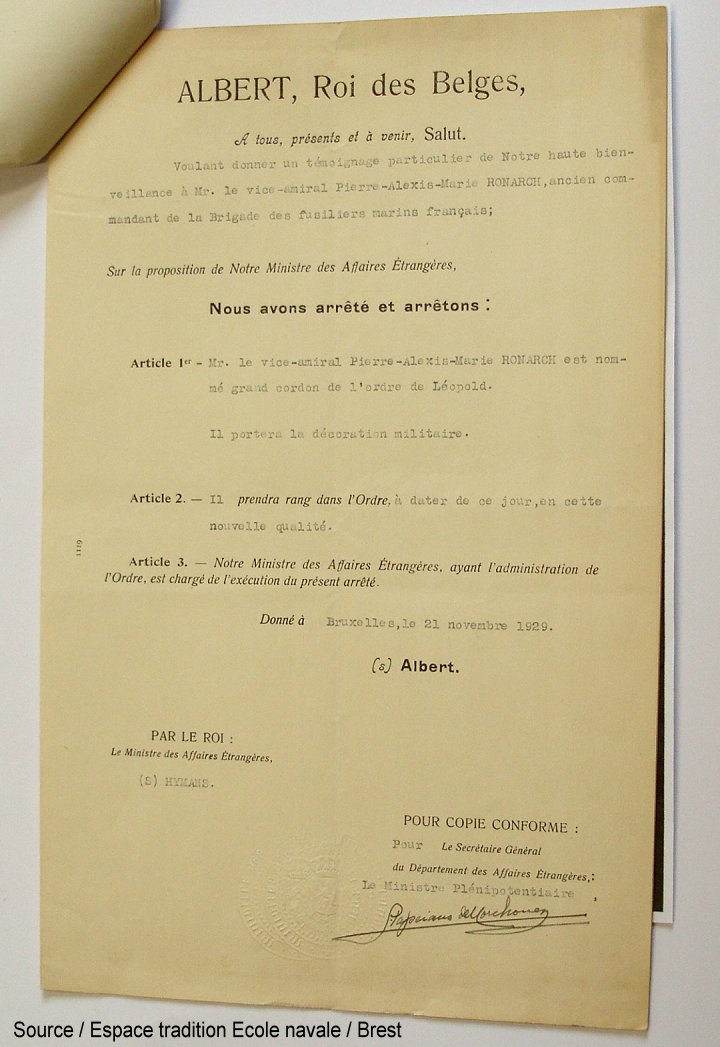 ALBERT, Roi des Belges,
A tous, présents et à venir, Salut.
Voulant donner un témoignage particulier de Notre haute bien-
veillance à Mr. le vice-amiral Pierre-Alexis-Marie RONARCH,ancien com-
mandant de la Brigade des fusiliers marins français;
Sur la proposition de Notre Ministre des Affaires Étrangères,
Nous avons arrêté et arrêtons :
Article 1er - Mr. le vice-amiral Pierre-Alexis-Marie RONARCH est nom-
mé grand cordon de l'ordre de Léopold.
Il portera la décoration militaire.
Article 2. — Il prendra rang dans l'Ordre, à dater de ce jour,en cette
nouvelle qualité.
1129
Article 3. — Notre Ministre des Affaires Étrangères, ayant l'administration de
l'Ordre, est chargé de l'exécution du présent arrêté.
Donné à Bruxelles,le 21 novembre 1929.
(s) Albert.
PAR LE ROI :
Le Ministre des Affaires Étrangères,
(S) HYMANS.
POUR COPIE CONFORME :
Pour Le Secrétaire Général
du Département des Affaires Étrangères,:
Le Ministre Plénipotentiaire ,
Source / Espace tradition Ecole navale / Brest